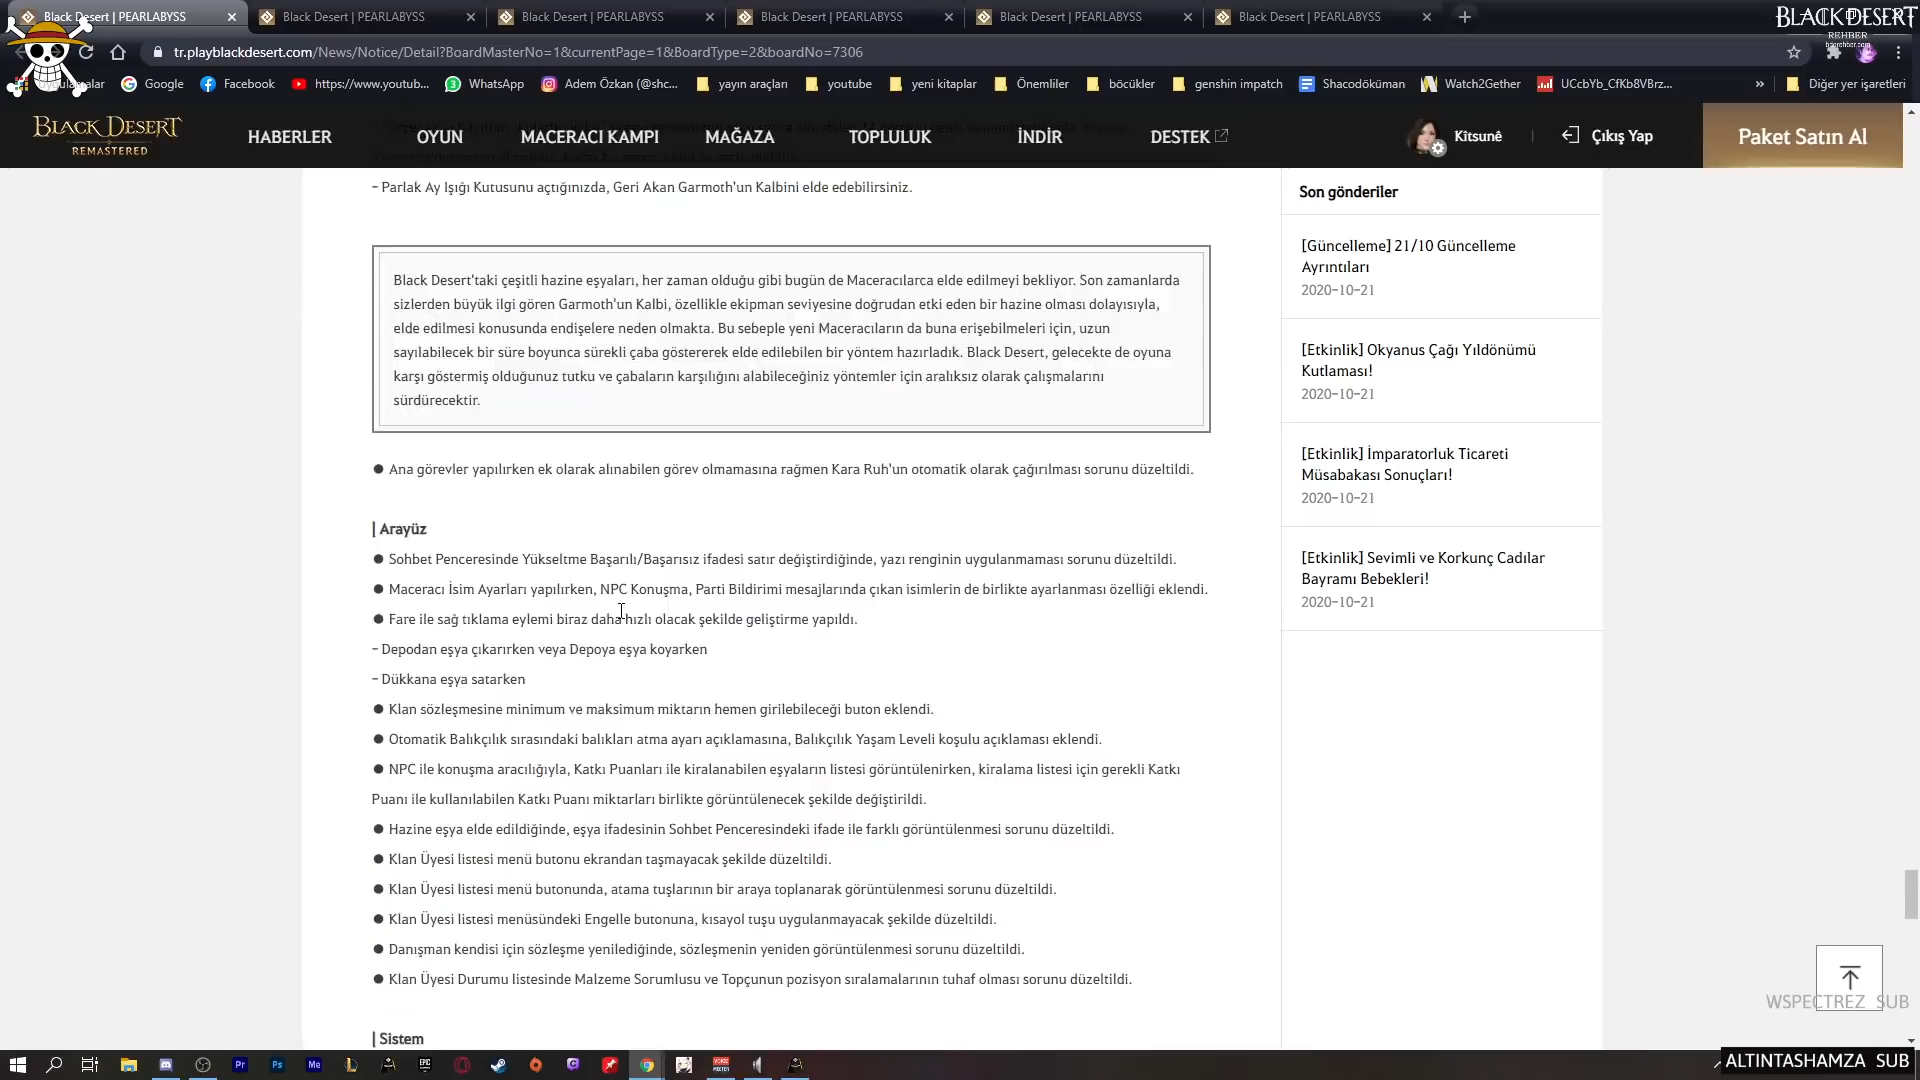 Black Desert | PEARLABYSS
Black Desert | PEARLABYSS
Black Desert | PEARLABYSS
Black Desert | PEARLABYSS
Black Desert | PEARLABYSS
Black Desert | PEARLABYSS
BLACK DESERT
REHBER
tr.playblackdesert.com/News/Notice/Detail?BoardMasterNo=1&currentPage=1&BoardType=2&boardNo=7306
Google
Facebook
https://www.youtub...
WhatsApp
Adem Özkan (@shc...
yayın araçları
youtube
yeni kitaplar
Önemliler
böcükler
genshin impatch
Shacodöküman
Watch2Gether
UCcbYb_CfKb8VBrz...
Diğer yer işaretleri
BLACK DESERT
REMASTERED
HABERLER
OYUN
MACERACI KAMPI
MAĞAZA
TOPLULUK
İNDİR
DESTEK
Kitsunê
Çıkış Yap
Paket Satın Al
– Parlak Ay Işığı Kutusunu açtığınızda, Geri Akan Garmoth'un Kalbini elde edebilirsiniz.
Black Desert'taki çeşitli hazine eşyaları, her zaman olduğu gibi bugün de Maceracılarca elde edilmeyi bekliyor. Son zamanlarda
sizlerden büyük ilgi gören Garmoth'un Kalbi, özellikle ekipman seviyesine doğrudan etki eden bir hazine olması dolayısıyla,
elde edilmesi konusunda endişelere neden olmakta. Bu sebeple yeni Maceracıların da buna erişebilmeleri için, uzun
sayılabilecek bir süre boyunca sürekli çaba göstererek elde edilebilen bir yöntem hazırladık. Black Desert, gelecekte de oyuna
karşı göstermiş olduğunuz tutku ve çabaların karşılığını alabileceğiniz yöntemler için aralıksız olarak çalışmalarını
sürdürecektir.
● Ana görevler yapılırken ek olarak alınabilen görev olmamasına rağmen Kara Ruh'un otomatik olarak çağırılması sorunu düzeltildi.
| Arayüz
● Sohbet Penceresinde Yükseltme Başarılı/Başarısız ifadesi satır değiştirdiğinde, yazı renginin uygulanmaması sorunu düzeltildi.
● Maceracı İsim Ayarları yapılırken, NPC Konuşma, Parti Bildirimi mesajlarında çıkan isimlerin de birlikte ayarlanması özelliği eklendi.
● Fare ile sağ tıklama eylemi biraz daha hızlı olacak şekilde geliştirme yapıldı.
– Depodan eşya çıkarırken veya Depoya eşya koyarken
– Dükkana eşya satarken
● Klan sözleşmesine minimum ve maksimum miktarın hemen girilebileceği buton eklendi.
● Otomatik Balıkçılık sırasındaki balıkları atma ayarı açıklamasına, Balıkçılık Yaşam Leveli koşulu açıklaması eklendi.
● NPC ile konuşma aracılığıyla, Katkı Puanları ile kiralanabilen eşyaların listesi görüntülenirken, kiralama listesi için gerekli Katkı
Puanı ile kullanılabilen Katkı Puanı miktarları birlikte görüntülenecek şekilde değiştirildi.
● Hazine eşya elde edildiğinde, eşya ifadesinin Sohbet Penceresindeki ifade ile farklı görüntülenmesi sorunu düzeltildi.
● Klan Üyesi listesi menü butonu ekrandan taşmayacak şekilde düzeltildi.
● Klan Üyesi listesi menü butonunda, atama tuşlarının bir araya toplanarak görüntülenmesi sorunu düzeltildi.
● Klan Üyesi listesi menüsündeki Engelle butonuna, kısayol tuşu uygulanmayacak şekilde düzeltildi.
● Danışman kendisi için sözleşme yenilediğinde, sözleşmenin yeniden görüntülenmesi sorunu düzeltildi.
● Klan Üyesi Durumu listesinde Malzeme Sorumlusu ve Topçunun pozisyon sıralamalarının tuhaf olması sorunu düzeltildi.
| Sistem
Son gönderiler
[Güncelleme] 21/10 Güncelleme
Ayrıntıları
2020-10-21
[Etkinlik] Okyanus Çağı Yıldönümü
Kutlaması!
2020-10-21
[Etkinlik] İmparatorluk Ticareti
Müsabakası Sonuçları!
2020-10-21
[Etkinlik] Sevimli ve Korkunç Cadılar
Bayramı Bebekleri!
2020-10-21
WSPECTREZ SUB
ALTINTASHAMZA SUB